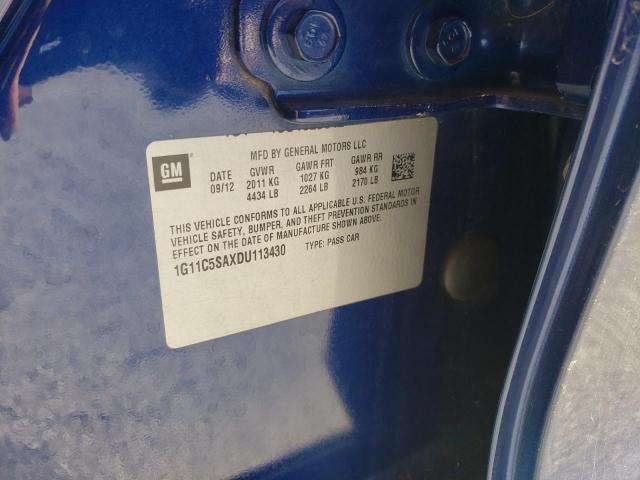 GM
MFD BY GENERAL MOTORS LLC
DATE GVWR GAWR FRT GAWR RR
09/12 2011 KG 1027 KG 984 KG
4434 LB 2264 LB 2170 LB
THIS VEHICLE CONFORMS TO ALL APPLICABLE U.S. FEDERAL MOTOR
VEHICLE SAFETY, BUMPER, AND THEFT PREVENTION STANDARDS IN
EFFECT ON THE DATE OF MANUFACTURE SHOWN ABOVE.
1G11C5SAXDU113430 TYPE: PASS CAR